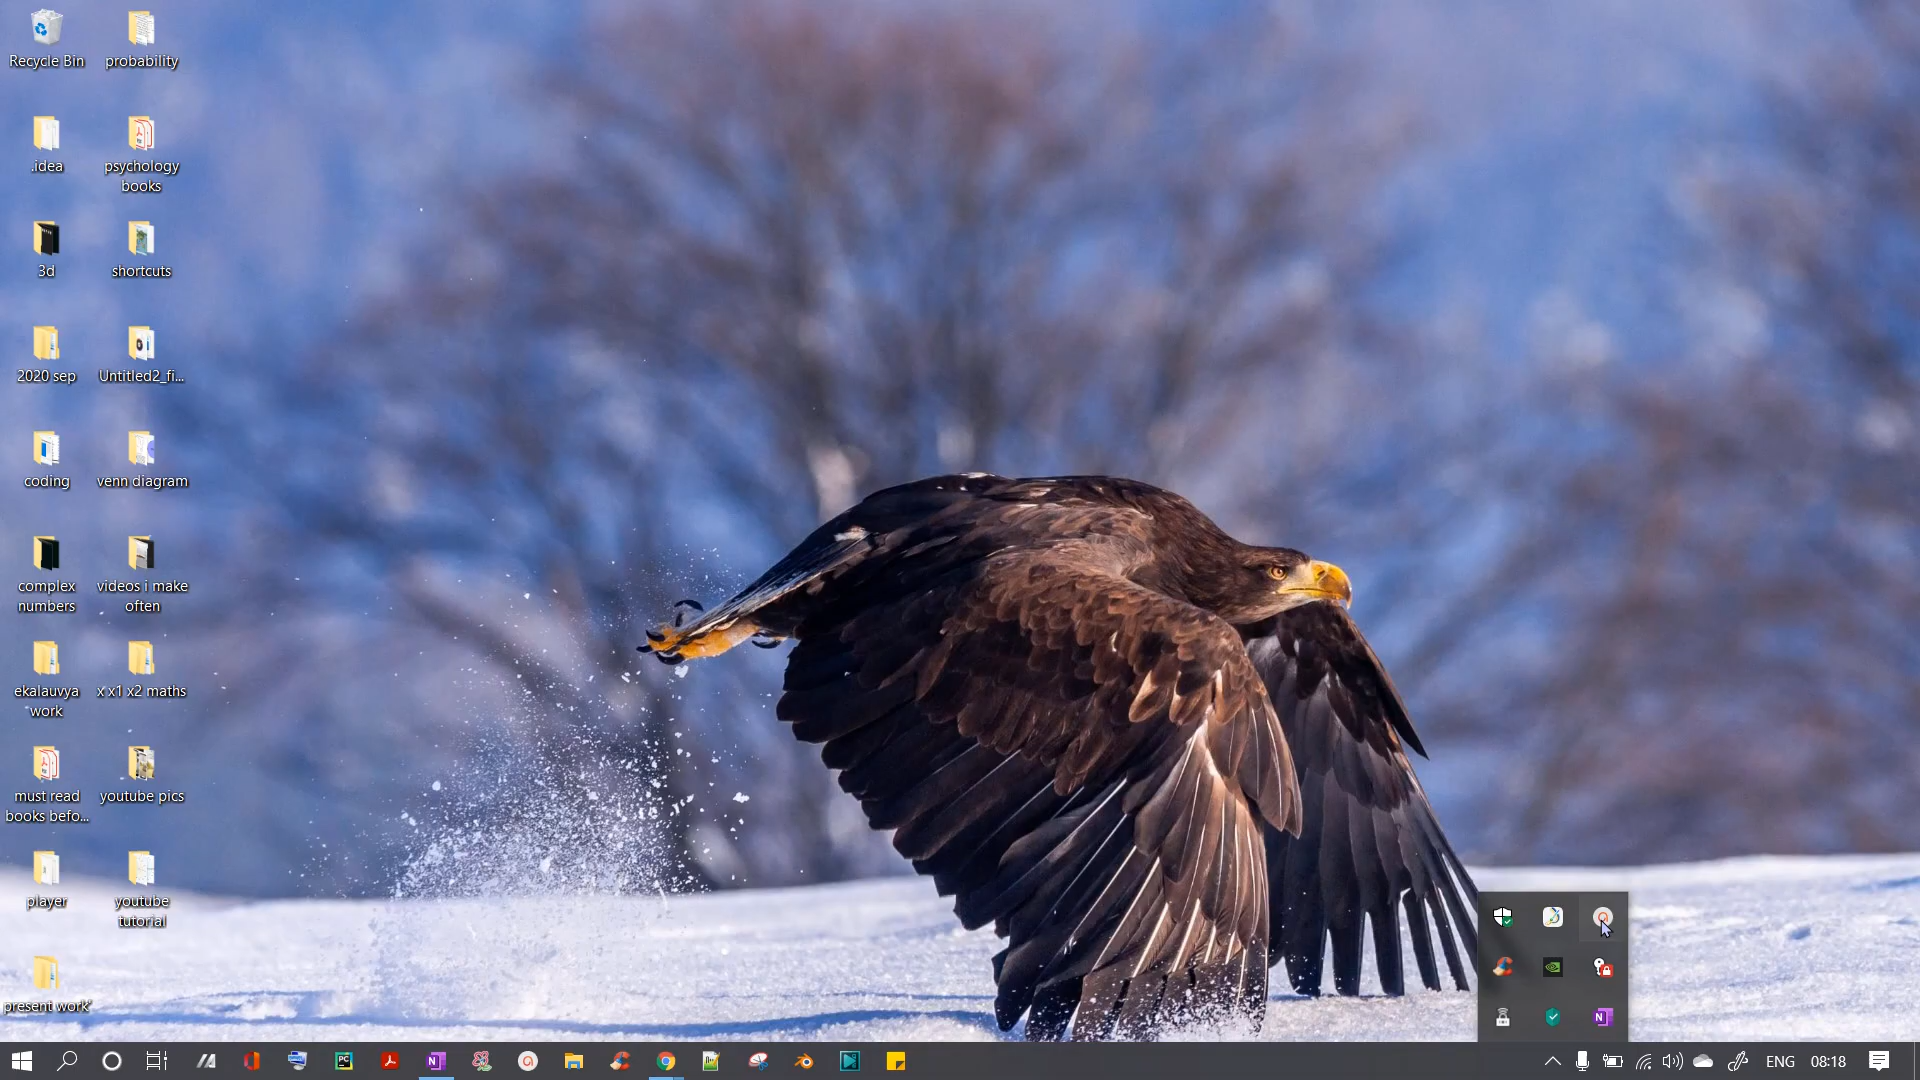 Recycle Bin
probability
.idea
psychology
books
3d
shortcuts
2020 sep
Untitled2_fi...
coding
venn diagram
complex
numbers
videos i make
often
ekalauvya
work
x x1 x2 maths
must read
books befo...
youtube pics
player
youtube
tutorial
present work'
PC
N
N
ENG
08:18